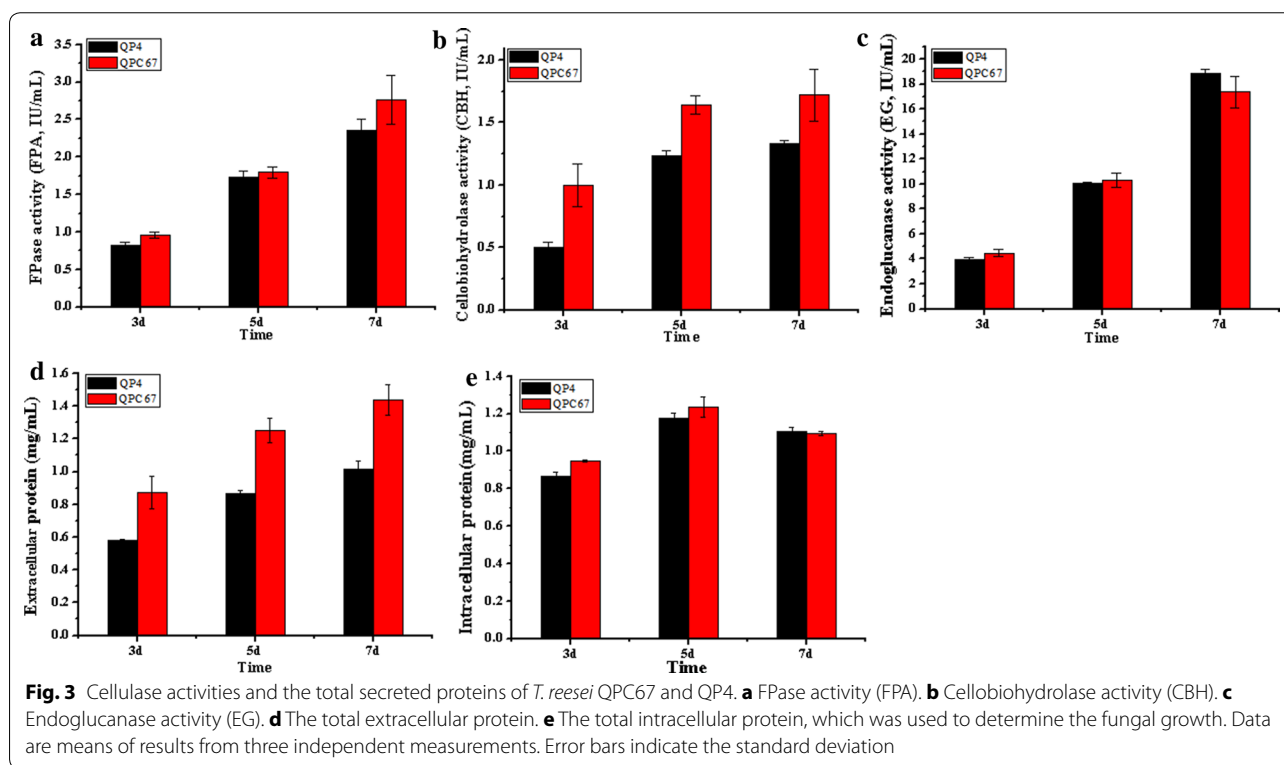 a
3.5
3.0
2.5
2.0
1.5
1.0
0.5
0.0
FPase activity (FPA, IU/mL)
QP4
QPC67
3d
5d
7d
Time
b
2.0
1.5
1.0
0.5
0.0
Cellobiohydrolase activity (CBH, IU/mL)
QP4
QPC67
3d
5d
7d
Time
c
20
18
16
14
12
10
8
6
4
2
0
Endoglucanase activity (EG, IU/mL)
QP4
QPC67
3d
5d
7d
Time
d
1.6
1.4
1.2
1.0
0.8
0.6
0.4
0.2
0.0
Extracellular protein (mg/mL)
QP4
QPC67
3d
5d
7d
Time
e
1.4
1.2
1.0
0.8
0.6
0.4
0.2
0.0
Intracellular protein(mg/mL)
QP4
QPC67
3d
5d
7d
Time
Fig. 3 Cellulase activities and the total secreted proteins of T. reesei QPC67 and QP4. a FPase activity (FPA). b Cellobiohydrolase activity (CBH). c
Endoglucanase activity (EG). d The total extracellular protein. e The total intracellular protein, which was used to determine the fungal growth. Data
are means of results from three independent measurements. Error bars indicate the standard deviation